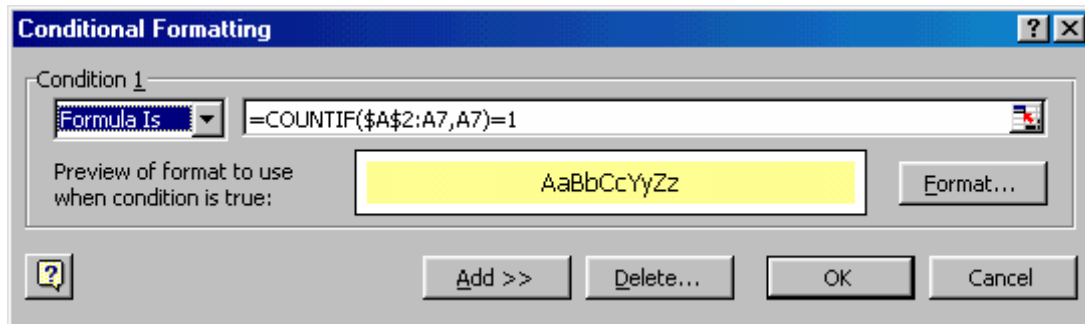 Conditional Formatting
Condition 1
Formula Is =COUNTIF($A$2:A7,A7)=1
Preview of format to use
when condition is true:
AaBbCcYyZz
Format...
Add >> Delete... OK Cancel